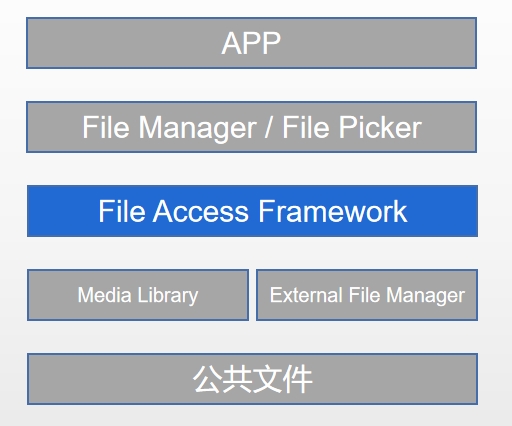 APP
File Manager / File Picker
File Access Framework
Media Library
External File Manager
公共文件